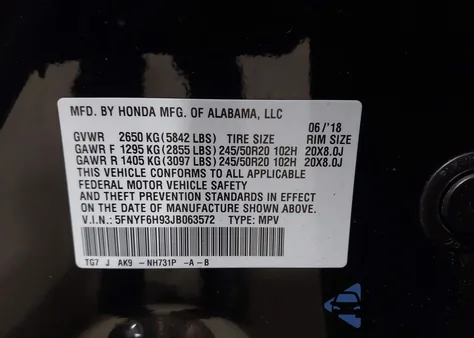 MFD. BY HONDA MFG. OF ALABAMA, LLC
06/'18
GVWR 2650 KG (5842 LBS) TIRE SIZE RIM SIZE
GAWR F 1295 KG (2855 LBS) 245/50R20 102H 20X8.0J
GAWR R 1405 KG (3097 LBS) 245/50R20 102H 20X8.0J
THIS VEHICLE CONFORMS TO ALL APPLICABLE
FEDERAL MOTOR VEHICLE SAFETY
AND THEFT PREVENTION STANDARDS IN EFFECT
ON THE DATE OF MANUFACTURE SHOWN ABOVE.
V.I.N.: 5FNYF6H93JB063572 TYPE: MPV
TG7 J AK9 - NH731P -A-B